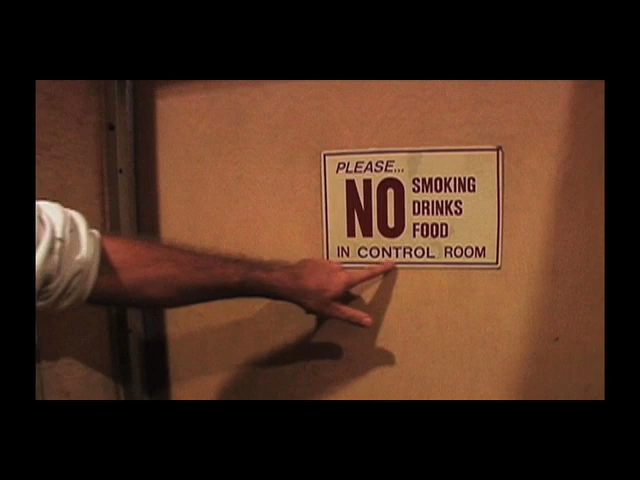 PLEASE...
NO SMOKING
DRINKS
FOOD
IN CONTROL ROOM